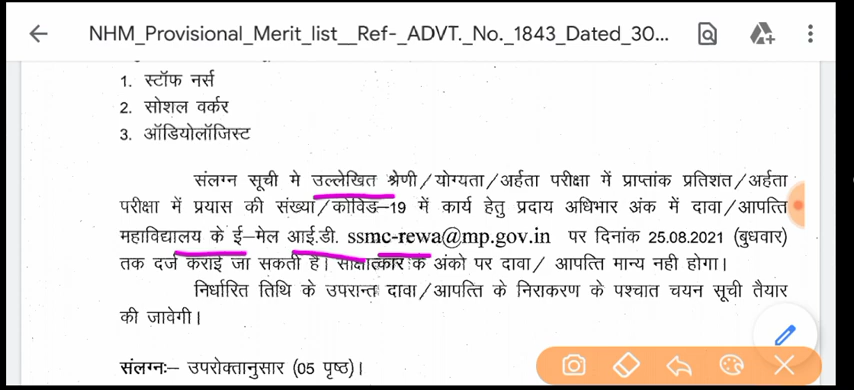 NHM_Provisional_Merit_list__Ref-_ADVT._No._1843_Dated_30...
1. स्टॉफ नर्स
2. सोशल वर्कर
3. ऑडियोलॉजिस्ट
संलग्न सूची मे उल्लेखित श्रेणी/योग्यता/अर्हता परीक्षा में प्राप्तांक प्रतिशत/अर्हता
परीक्षा में प्रयास की संख्या/कोविड-19 में कार्य हेतु प्रदाय अधिभार अंक में दावा/आपत्ति
महाविद्यालय के ई-मेल आई.डी. ssmc-rewa@mp.gov.in पर दिनांक 25.08.2021 (बुधवार)
तक दर्ज कराई जा सकती है। साक्षात्कार के अंको पर दावा/ आपत्ति मान्य नही होगा।
निर्धारित तिथि के उपरान्त दावा/आपत्ति के निराकरण के पश्चात चयन सूची तैयार
की जावेगी।
संलग्नः- उपरोक्तानुसार (05 पृष्ठ)।